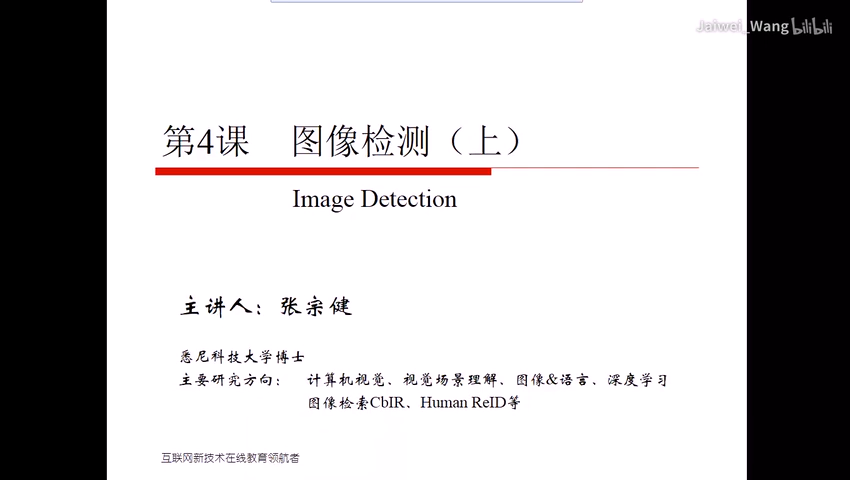 Jaiwei_Wang bilibili
第4课 图像检测（上）
Image Detection
主讲人：张宗健
悉尼科技大学博士
主要研究方向： 计算机视觉、视觉场景理解、图像&语言、深度学习
图像检索CbIR、Human ReID等
互联网新技术在线教育领航者